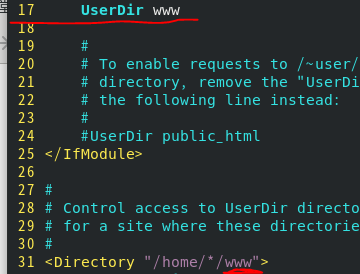 17 UserDir www
18
19 #
20 # To enable requests to /~user/
21 # directory, remove the "UserDi
22 # the following line instead:
23 #
24 #UserDir public_html
25 </IfModule>
26
27 #
28 # Control access to UserDir directo
29 # for a site where these directorie
30 #
31 <Directory "/home/*/www">